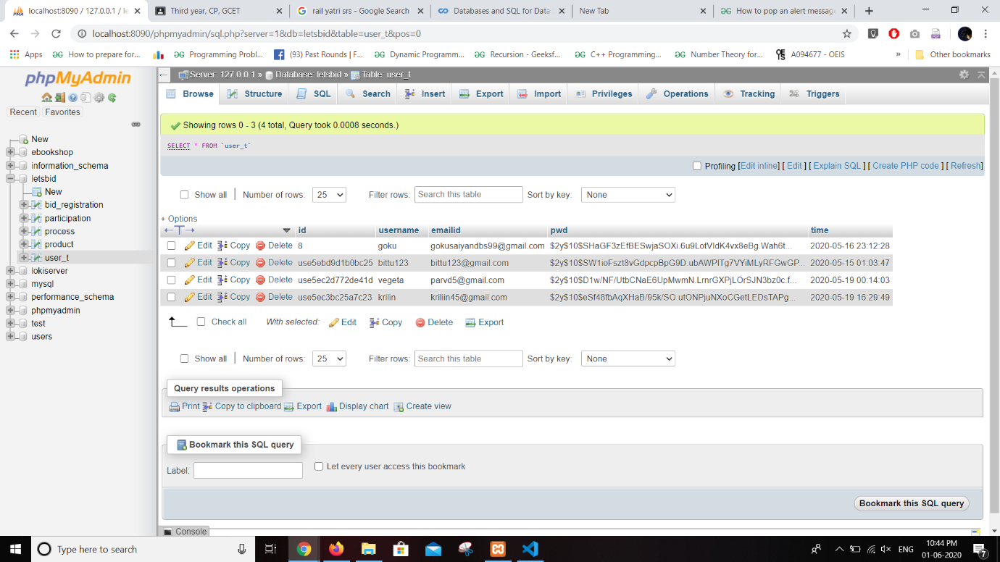 localhost:8090 / 127.0.0.1 / le
Third year, CP, GCET
rail yatri srs - Google Search
Databases and SQL for Data
New Tab
How to pop an alert message
localhost:8090/phpmyadmin/sql.php?server=1&db=letsbid&table=user_t&pos=0
Apps
How to prepare for...
Programming Probl...
(93) Past Rounds | F...
Dynamic Programm...
Recursion - Geeksf...
C++ Programming...
Number Theory for...
A094677 - OEIS
»
Other bookmarks
phpMyAdmin
Recent Favorites
New
ebookshop
information_schema
letsbid
New
bid_registration
participation
process
product
user_t
lokiserver
mysql
performance_schema
phpmyadmin
test
users
Server: 127.0.0.1 » Database: letsbid » Table: user_t
Browse Structure SQL Search Insert Export Import Privileges Operations Tracking Triggers
Showing rows 0 - 3 (4 total, Query took 0.0008 seconds.)
SELECT * FROM `user_t`
Profiling [Edit inline] [ Edit ] [ Explain SQL ] [ Create PHP code ] [ Refresh]
Show all | Number of rows: 25 Filter rows: Search this table Sort by key: None
+ Options
←T→ id username emailid pwd time
Edit Copy Delete 8 goku gokusaiyandbs99@gmail.com $2y$10$SHaGF3zEfBESwjaSOXi.6u9LofVldK4vx8eBg.Wah6t... 2020-05-16 23:12:28
Edit Copy Delete use5ebd9d1b0bc25 bittu123 bittu123@gmail.com $2y$10$SW1ioFszt8vGdpcpBpG9D.ubAWPITg7VYiMLyRFGwGP... 2020-05-15 01:03:47
Edit Copy Delete use5ec2d772de41d vegeta parvd5@gmail.com $2y$10$D1w/NF/UtbCNaE6UpMwmN.LrnrGXPjLOrSJN3bz0c.f... 2020-05-19 00:14:03
Edit Copy Delete use5ec3bc25a7c23 krilin kriliin45@gmail.com $2y$10$eSf48fbAqXHaB/95k/SO.utONPjuNXoCGetLEDsTAPg... 2020-05-19 16:29:49
Check all With selected: Edit Copy Delete Export
Show all | Number of rows: 25 Filter rows: Search this table Sort by key: None
Query results operations
Print Copy to clipboard Export Display chart Create view
Bookmark this SQL query
Label: Let every user access this bookmark
Bookmark this SQL query
Console
Type here to search
ENG
10:44 PM
01-06-2020
7